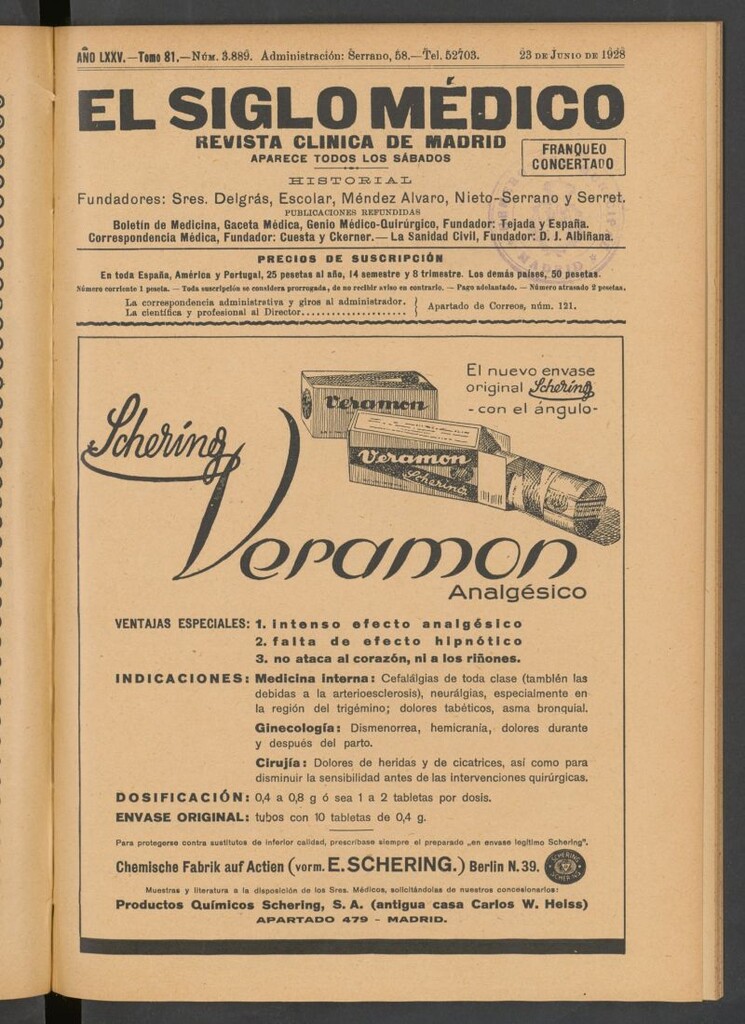 AÑO LXXV.—Tomo 81.—Núm. 3.889. Administración: Serrano, 58.—Tel. 52703. 23 de Junio de 1928
EL SIGLO MÉDICO
REVISTA CLINICA DE MADRID
APARECE TODOS LOS SÁBADOS
FRANQUEO
CONCERTADO
HISTORIAL
Fundadores: Sres. Delgrás, Escolar, Méndez Alvaro, Nieto-Serrano y Serret.
PUBLICACIONES REFUNDIDAS
Boletín de Medicina, Gaceta Médica, Genio Médico-Quirúrgico, Fundador: Tejada y España.
Correspondencia Médica, Fundador: Cuesta y Ckerner.—La Sanidad Civil, Fundador: D. J. Albiñana.
PRECIOS DE SUSCRIPCIÓN
En toda España, América y Portugal, 25 pesetas al año, 14 semestre y 8 trimestre. Los demás países, 50 pesetas.
Número corriente 1 peseta. — Toda suscripción se considera prorrogada, de no recibir aviso en contrario. — Pago adelantado. — Número atrasado 2 pesetas.
La correspondencia administrativa y giros al administrador.
La científica y profesional al Director....................
Apartado de Correos, núm. 121.
El nuevo envase
original Schering
-con el ángulo-
Veramon
Veramon
Schering
Schering
Veramon
Analgésico
VENTAJAS ESPECIALES: 1. intenso efecto analgésico
2. falta de efecto hipnótico
3. no ataca al corazón, ni a los riñones.
INDICACIONES: Medicina interna: Cefalálgias de toda clase (también las
debidas a la arterioesclerosis), neurálgias, especialmente en
la región del trigémino; dolores tabéticos, asma bronquial.
Ginecología: Dismenorrea, hemicranía, dolores durante
y después del parto.
Cirujía: Dolores de heridas y de cicatrices, así como para
disminuir la sensibilidad antes de las intervenciones quirúrgicas.
DOSIFICACIÓN: 0,4 a 0,8 g ó sea 1 a 2 tabletas por dosis.
ENVASE ORIGINAL: tubos con 10 tabletas de 0,4 g.
Para protegerse contra sustitutos de inferior calidad, prescríbase siempre el preparado „en envase legítimo Schering".
Chemische Fabrik auf Actien (vorm. E. SCHERING.) Berlin N. 39.
SCHERING
Muestras y literatura a la disposición de los Sres. Médicos, solicitándolas de nuestros concesionarios:
Productos Químicos Schering, S. A. (antigua casa Carlos W. Heiss)
APARTADO 479 – MADRID.